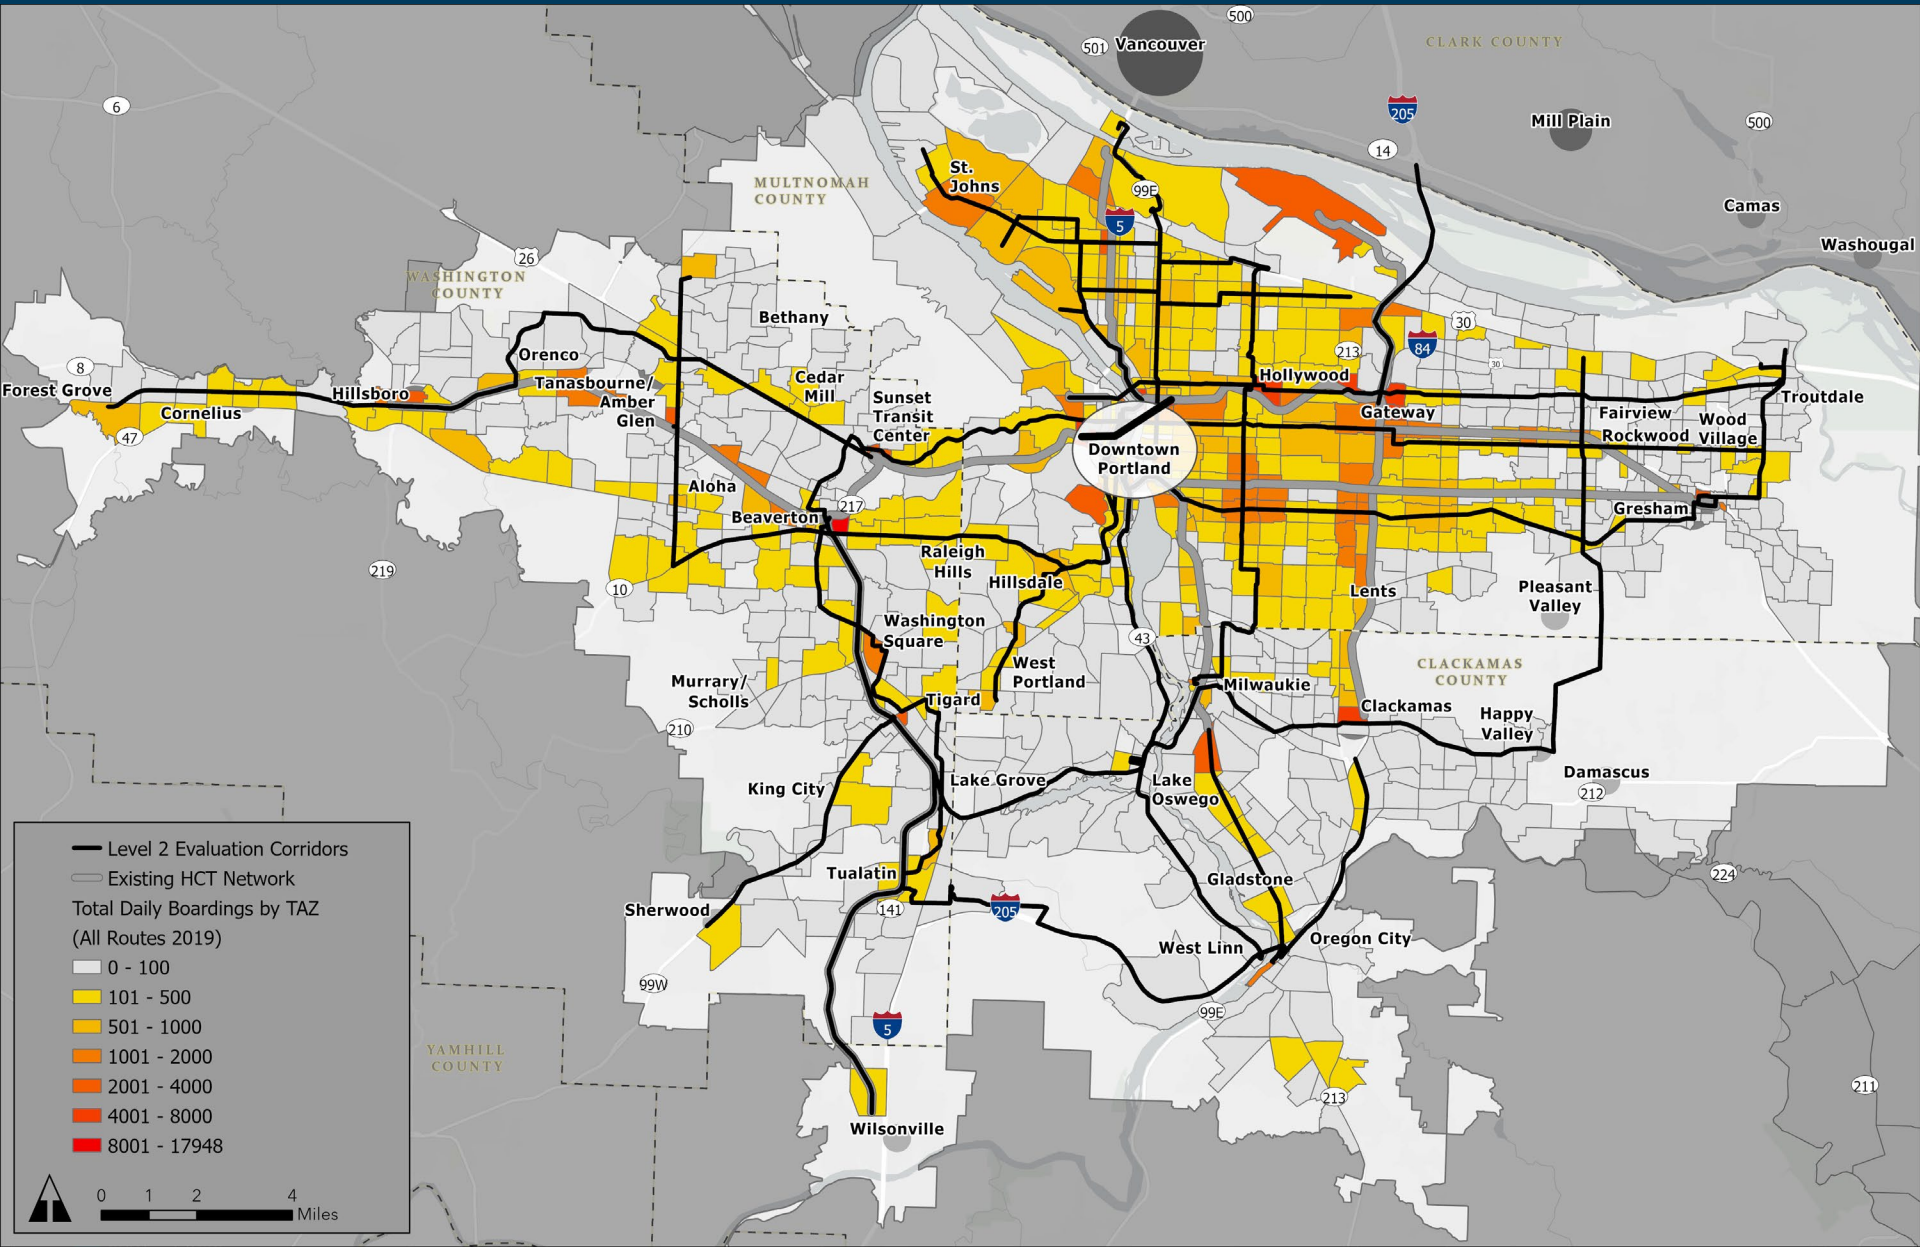 500
501
Vancouver
CLARK COUNTY
205
6
Mill Plain
500
14
St.
Johns
MULTNOMAH
COUNTY
99E
Camas
5
Washougal
26
WASHINGTON
COUNTY
Bethany
30
213
84
30
Orenco
8
Forest Grove
Hillsboro
Tanasbourne/
Amber
Glen
Cedar
Mill
Sunset
Transit
Center
Hollywood
Gateway
Troutdale
Cornelius
47
Fairview
Rockwood
Wood
Village
Downtown
Portland
Aloha
217
Beaverton
Gresham
Raleigh
Hills
Hillsdale
219
10
Lents
Pleasant
Valley
Washington
Square
43
West
Portland
CLACKAMAS
COUNTY
Murrary/
Scholls
Tigard
Milwaukie
Clackamas
Happy
Valley
210
King City
Lake Grove
Lake
Oswego
Damascus
212
Tualatin
Gladstone
224
141
205
Sherwood
West Linn
Oregon City
99W
99E
5
YAMHILL
COUNTY
213
211
Wilsonville
Level 2 Evaluation Corridors
Existing HCT Network
Total Daily Boardings by TAZ
(All Routes 2019)
0 - 100
101 - 500
501 - 1000
1001 - 2000
2001 - 4000
4001 - 8000
8001 - 17948
0 1 2 4
Miles